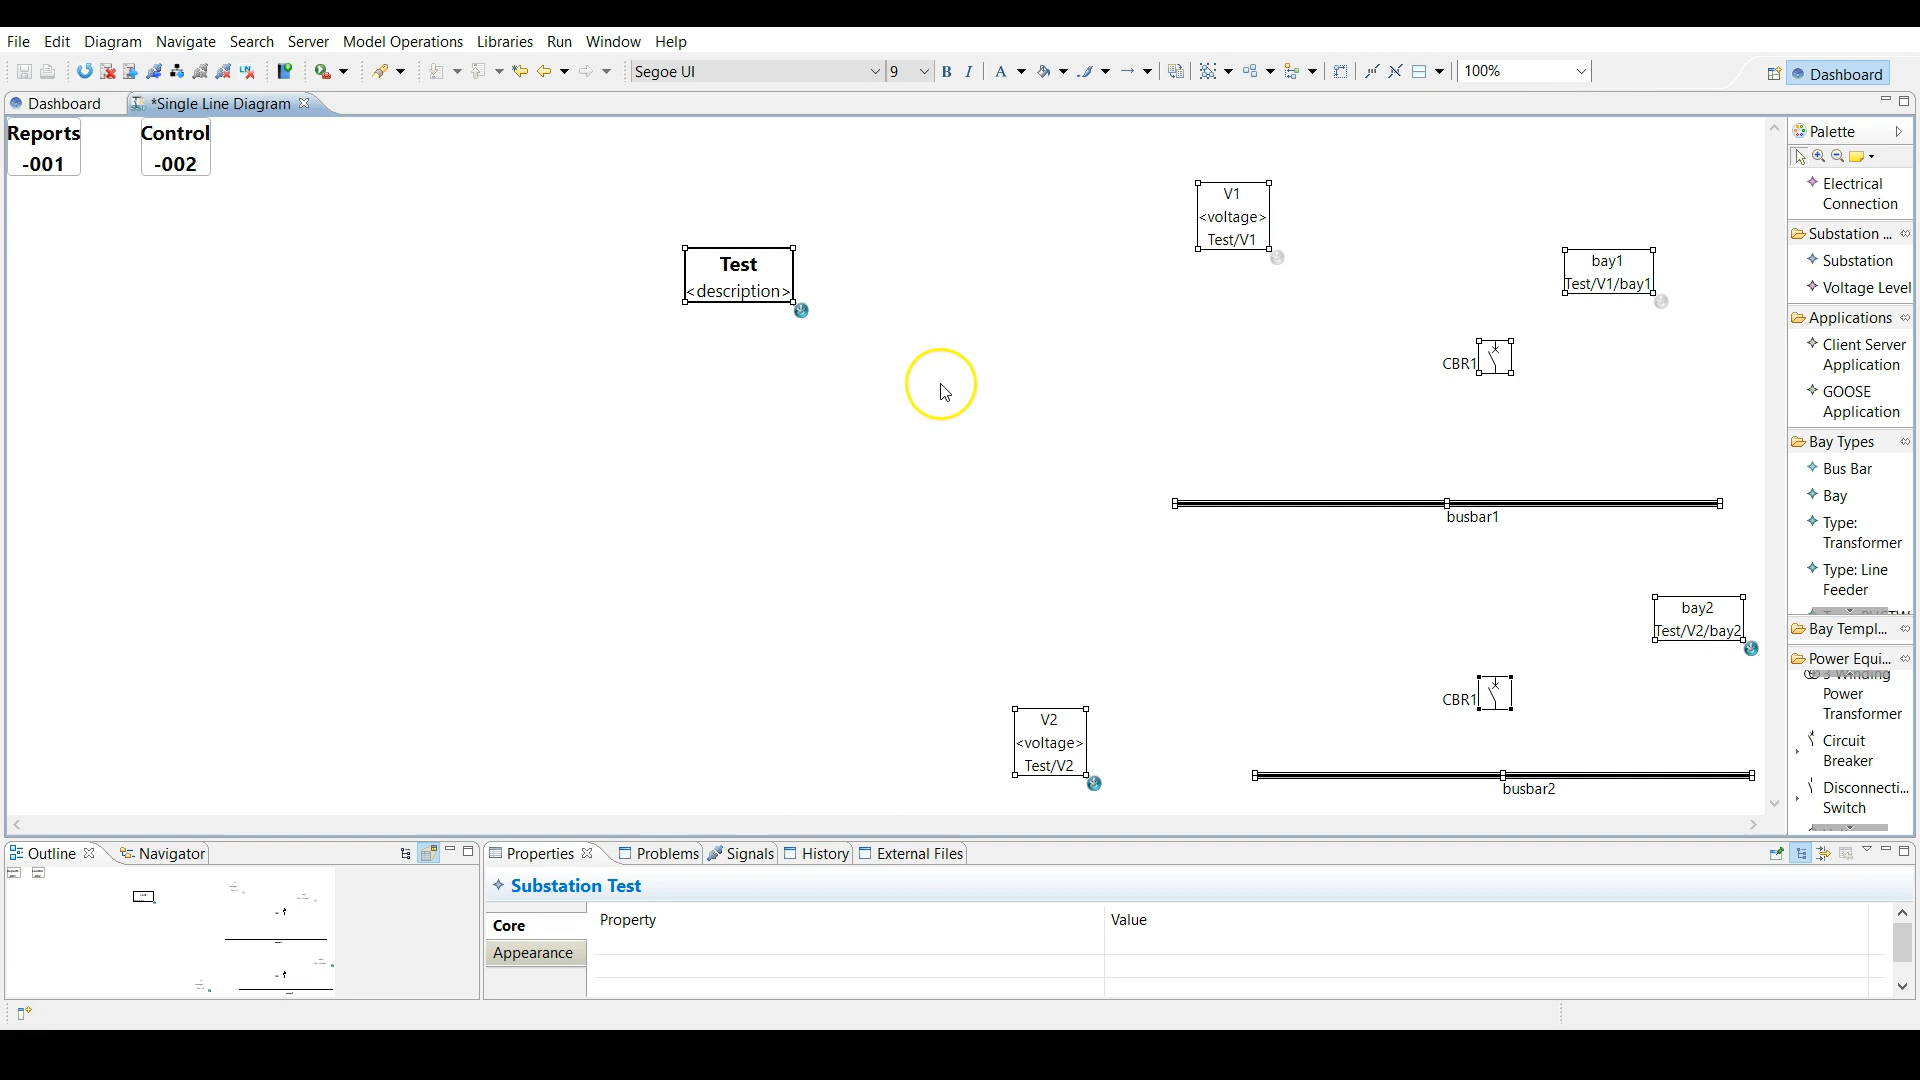 File Edit Diagram Navigate Search Server Model Operations Libraries Run Window Help
Segoe UI 9 B I A 100% Dashboard
Dashboard *Single Line Diagram
Reports
-001
Control
-002
Test
<description>
V1
<voltage>
Test/V1
bay1
Test/V1/bay1
CBR1
busbar1
bay2
Test/V2/bay2
CBR1
V2
<voltage>
Test/V2
busbar2
Palette
Electrical
Connection
Substation ...
Substation
Voltage Level
Applications
Client Server
Application
GOOSE
Application
Bay Types
Bus Bar
Bay
Type:
Transformer
Type: Line
Feeder
Bay Templ...
Power Equi...
3 Winding
Power
Transformer
Circuit
Breaker
Disconnecti...
Switch
Outline Navigator
Properties Problems Signals History External Files
Substation Test
Core
Appearance
Property Value